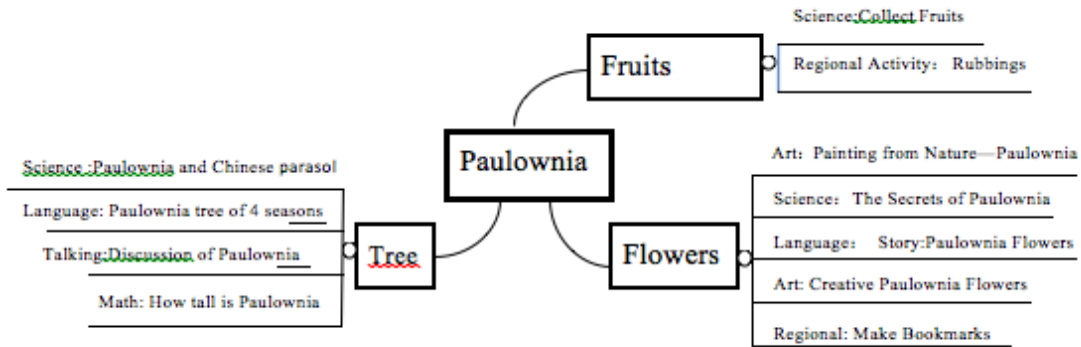 Science:Collect Fruits
Fruits
Regional Activity： Rubbings
Paulownia
Science :Paulownia and Chinese parasol
Language: Paulownia tree of 4 seasons
Talking:Discussion of Paulownia
Math: How tall is Paulownia
Tree
Flowers
Art：Painting from Nature—Paulownia
Science： The Secrets of Paulownia
Language： Story:Paulownia Flowers
Art: Creative Paulownia Flowers
Regional: Make Bookmarks